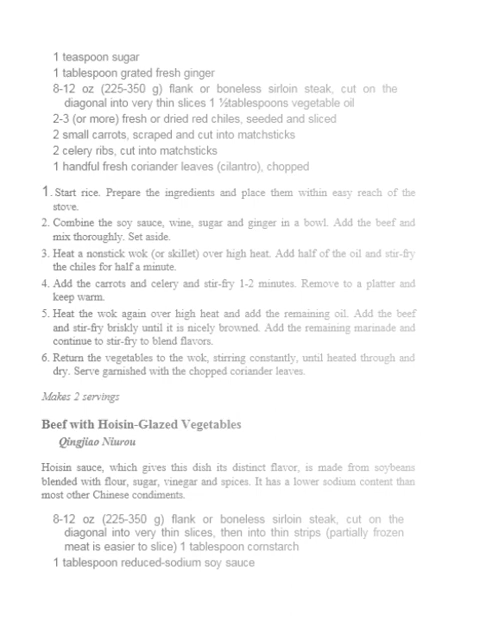 1 teaspoon sugar
1 tablespoon grated fresh ginger
8-12 oz (225-350 g) flank or boneless sirloin steak, cut on the
diagonal into very thin slices 1 ½tablespoons vegetable oil
2-3 (or more) fresh or dried red chiles, seeded and sliced
2 small carrots, scraped and cut into matchsticks
2 celery ribs, cut into matchsticks
1 handful fresh coriander leaves (cilantro), chopped
1. Start rice. Prepare the ingredients and place them within easy reach of the
stove.
2. Combine the soy sauce, wine, sugar and ginger in a bowl. Add the beef and
mix thoroughly. Set aside.
3. Heat a nonstick wok (or skillet) over high heat. Add half of the oil and stir-fry
the chiles for half a minute.
4. Add the carrots and celery and stir-fry 1-2 minutes. Remove to a platter and
keep warm.
5. Heat the wok again over high heat and add the remaining oil. Add the beef
and stir-fry briskly until it is nicely browned. Add the remaining marinade and
continue to stir-fry to blend flavors.
6. Return the vegetables to the wok, stirring constantly, until heated through and
dry. Serve garnished with the chopped coriander leaves.
Makes 2 servings
Beef with Hoisin-Glazed Vegetables
Qingjiao Niurou
Hoisin sauce, which gives this dish its distinct flavor, is made from soybeans
blended with flour, sugar, vinegar and spices. It has a lower sodium content than
most other Chinese condiments.
8-12 oz (225-350 g) flank or boneless sirloin steak, cut on the
diagonal into very thin slices, then into thin strips (partially frozen
meat is easier to slice) 1 tablespoon cornstarch
1 tablespoon reduced-sodium soy sauce